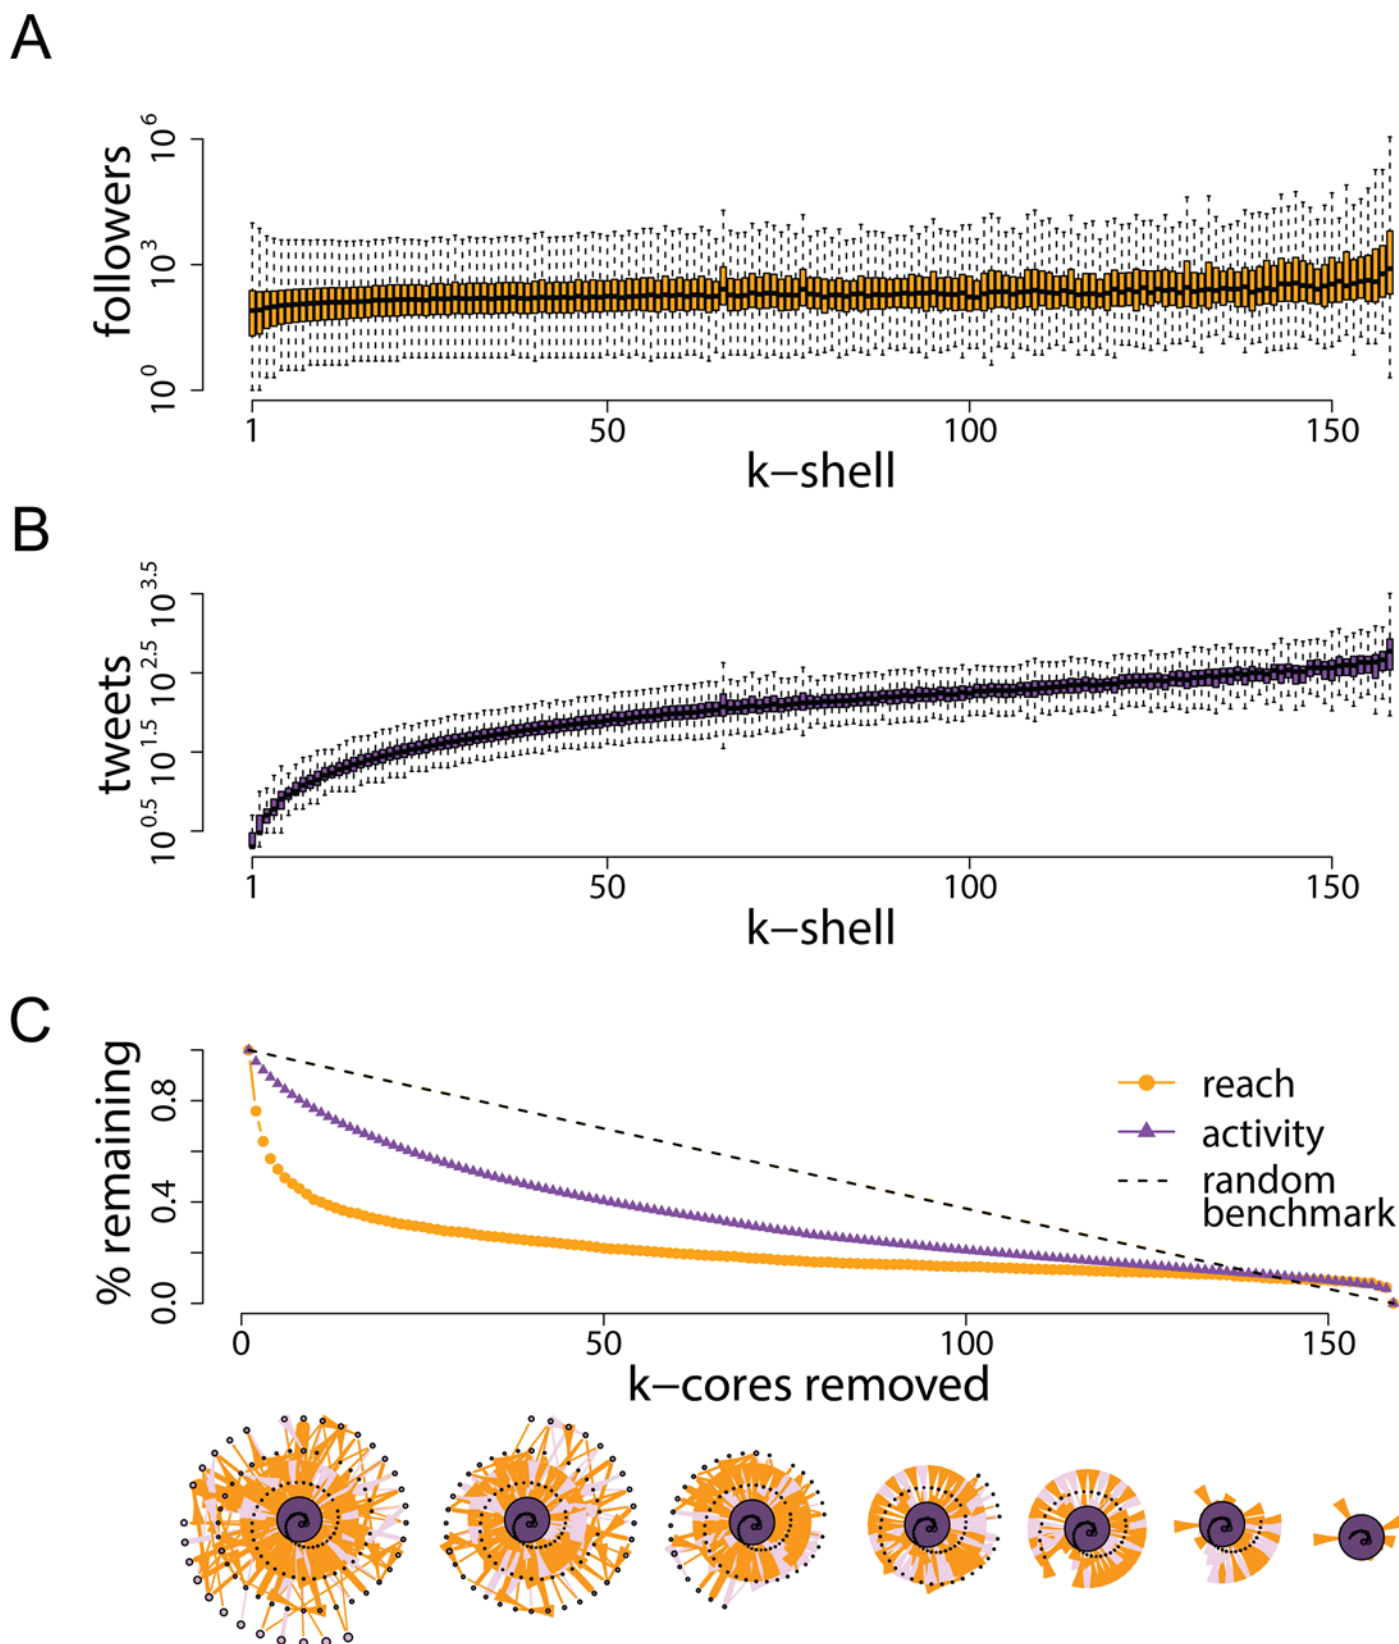 A
followers
10^6
10^3
10^0
1 50 100 150
k−shell
B
tweets
10^3.5
10^2.5
10^1.5
10^0.5
1 50 100 150
k−shell
C
% remaining
0.8
0.4
0.0
reach
activity
random
benchmark
0 50 100 150
k−cores removed